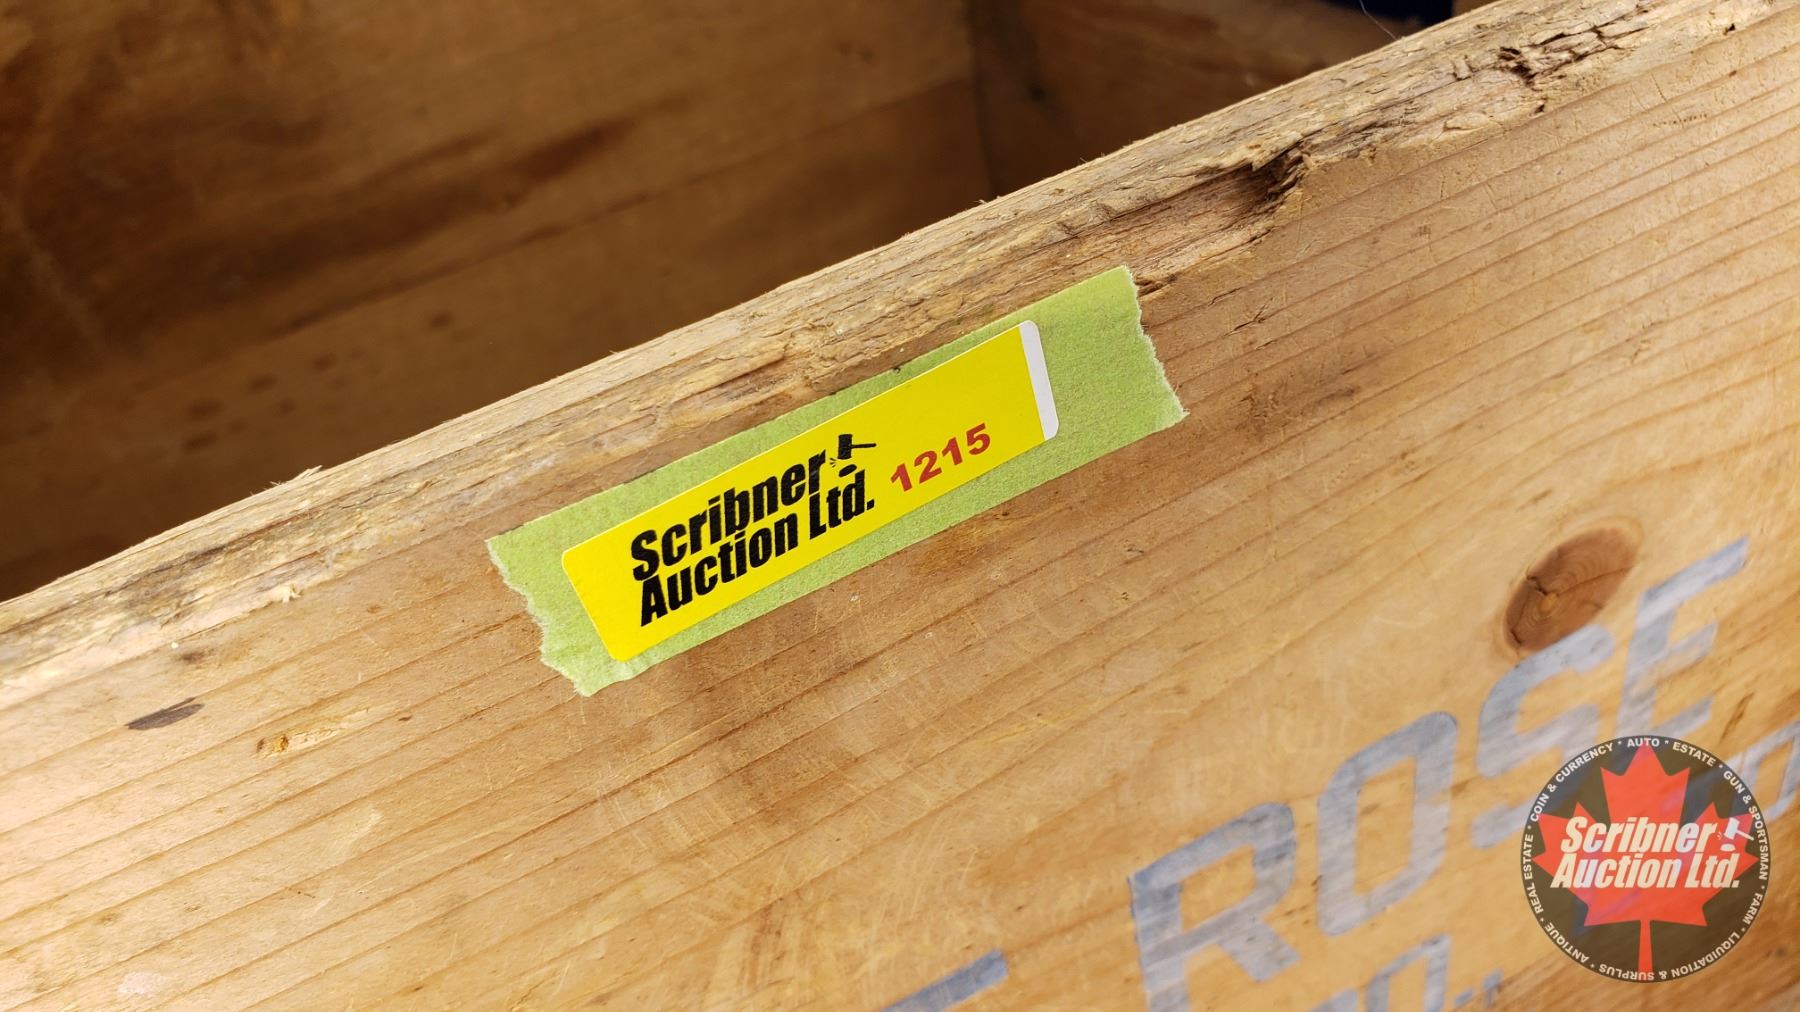 Scribner
Auction Ltd.
1215
ROSE
CO.
COIN & CURRENCY * AUTO * ESTATE * GUN & SPORTSMAN * FARM * LIQUIDATION & SURPLUS * ANTIQUE * REAL ESTATE *
Scribner
Auction Ltd.